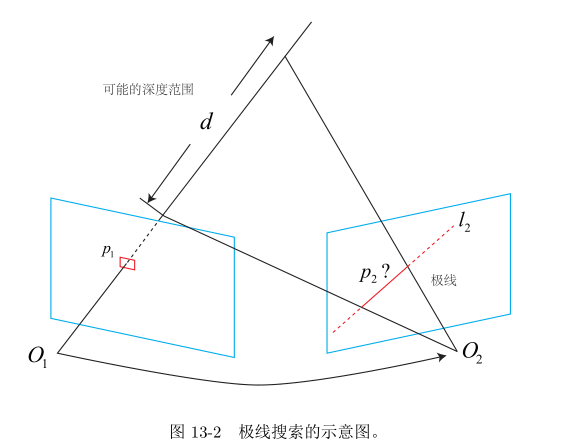 可能的深度范围
d
p₁
l₂
p₂ ?
极线
O₁
O₂
图 13-2 极线搜索的示意图。